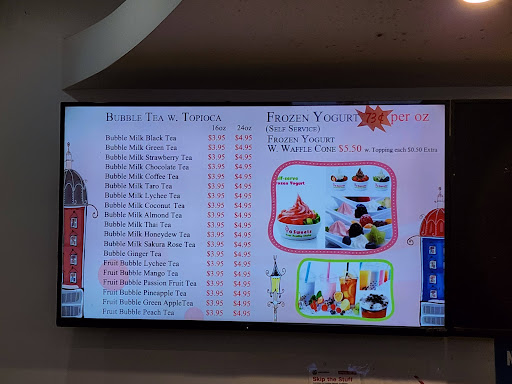 BUBBLE TEA W. TOPIOCA
16oz 24oz
Bubble Milk Black Tea $3.95 $4.95
Bubble Milk Green Tea $3.95 $4.95
Bubble Milk Strawberry Tea $3.95 $4.95
Bubble Milk Chocolate Tea $3.95 $4.95
Bubble Milk Coffee Tea $3.95 $4.95
Bubble Milk Taro Tea $3.95 $4.95
Bubble Milk Lychee Tea $3.95 $4.95
Bubble Milk Coconut Tea $3.95 $4.95
Bubble Milk Almond Tea $3.95 $4.95
Bubble Milk Thai Tea $3.95 $4.95
Bubble Milk Honeydew Tea $3.95 $4.95
Bubble Milk Sakura Rose Tea $3.95 $4.95
Bubble Ginger Tea $3.95 $4.95
Fruit Bubble Lychee Tea $3.95 $4.95
Fruit Bubble Mango Tea $3.95 $4.95
Fruit Bubble Passion Fruit Tea $3.95 $4.95
Fruit Bubble Pineapple Tea $3.95 $4.95
Fruit Bubble Green AppleTea $3.95 $4.95
Fruit Bubble Peach Tea $3.95 $4.95
FROZEN YOGURT 73¢ per oz
(SELF SERVICE)
FROZEN YOGURT
W. WAFFLE CONE $5.50 w. Topping each $0.50 Extra
Self-serve
Frozen Yogurt
Skip the Stuff